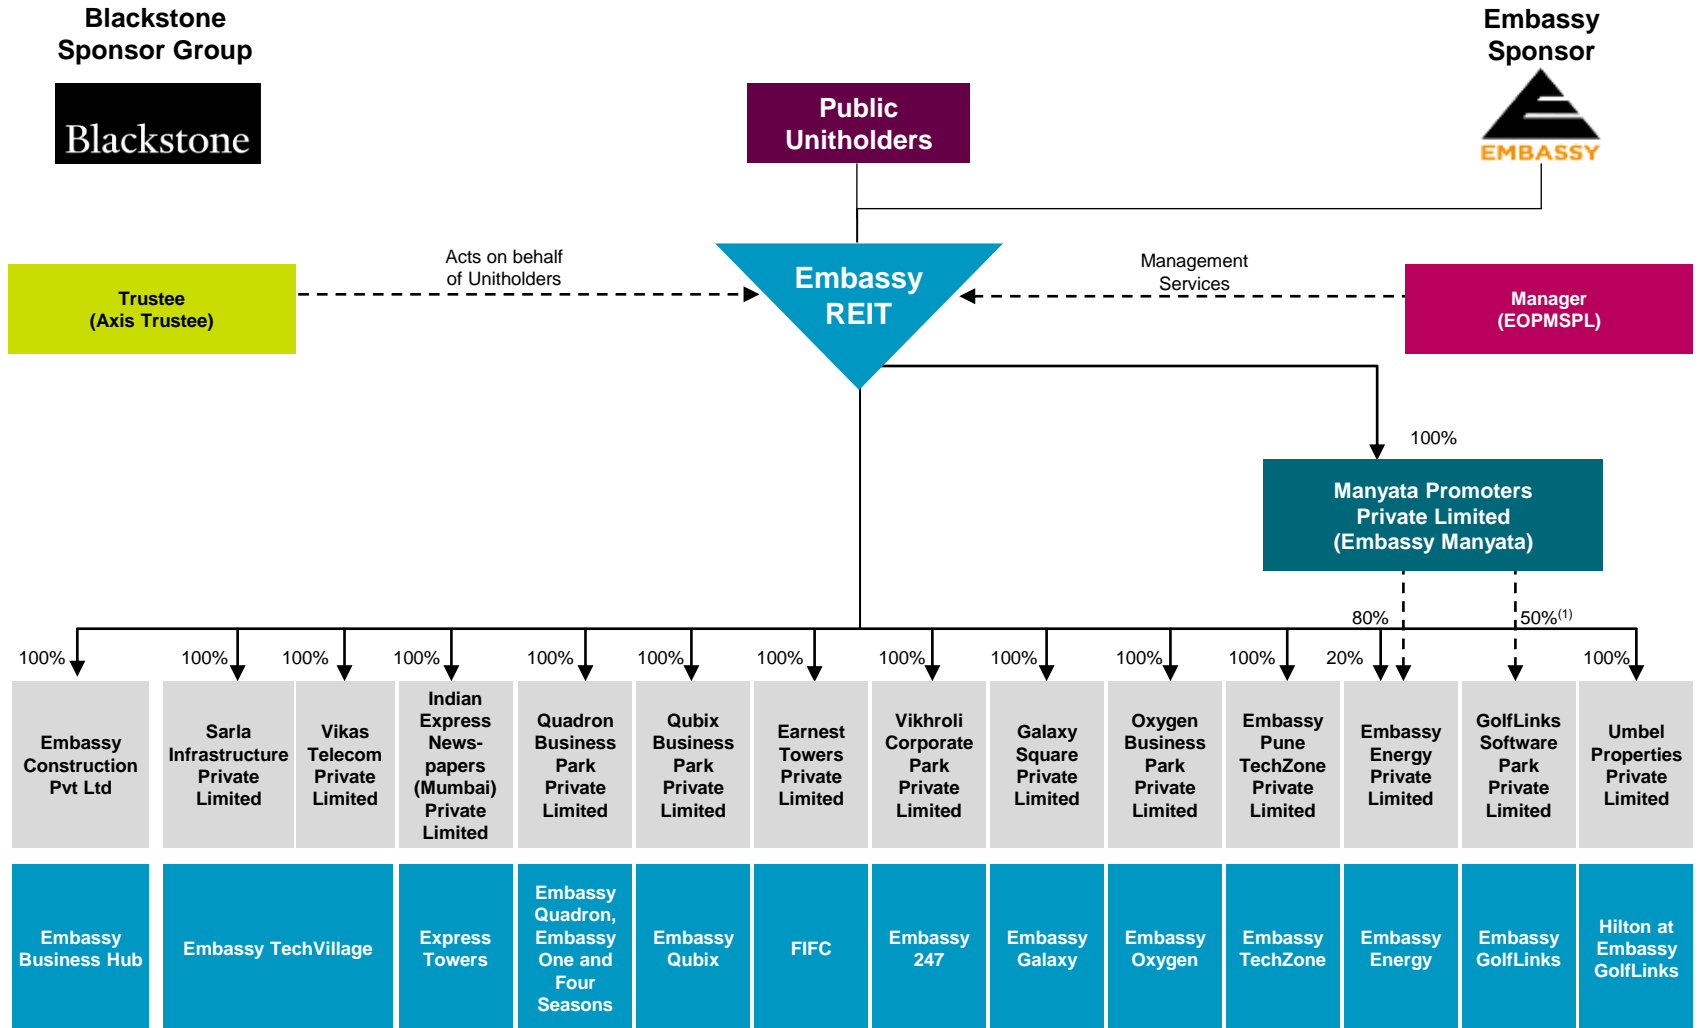 Blackstone
Sponsor Group
Blackstone
Public
Unitholders
Embassy
Sponsor
EMBASSY
Trustee
(Axis Trustee)
Acts on behalf
of Unitholders
Embassy
REIT
Management
Services
Manager
(EOPMSPL)
100%
Manyata Promoters
Private Limited
(Embassy Manyata)
80%
50%(1)
100%
100%
100%
100%
100%
100%
100%
100%
100%
100%
100%
20%
100%
Embassy
Construction
Pvt Ltd
Sarla
Infrastructure
Private
Limited
Vikas
Telecom
Private
Limited
Indian
Express
News-
papers
(Mumbai)
Private
Limited
Quadron
Business
Park
Private
Limited
Qubix
Business
Park
Private
Limited
Earnest
Towers
Private
Limited
Vikhroli
Corporate
Park
Private
Limited
Galaxy
Square
Private
Limited
Oxygen
Business
Park
Private
Limited
Embassy
Pune
TechZone
Private
Limited
Embassy
Energy
Private
Limited
GolfLinks
Software
Park
Private
Limited
Umbel
Properties
Private
Limited
Embassy
Business Hub
Embassy TechVillage
Express
Towers
Embassy
Quadron,
Embassy
One and
Four
Seasons
Embassy
Qubix
FIFC
Embassy
247
Embassy
Galaxy
Embassy
Oxygen
Embassy
TechZone
Embassy
Energy
Embassy
GolfLinks
Hilton at
Embassy
GolfLinks